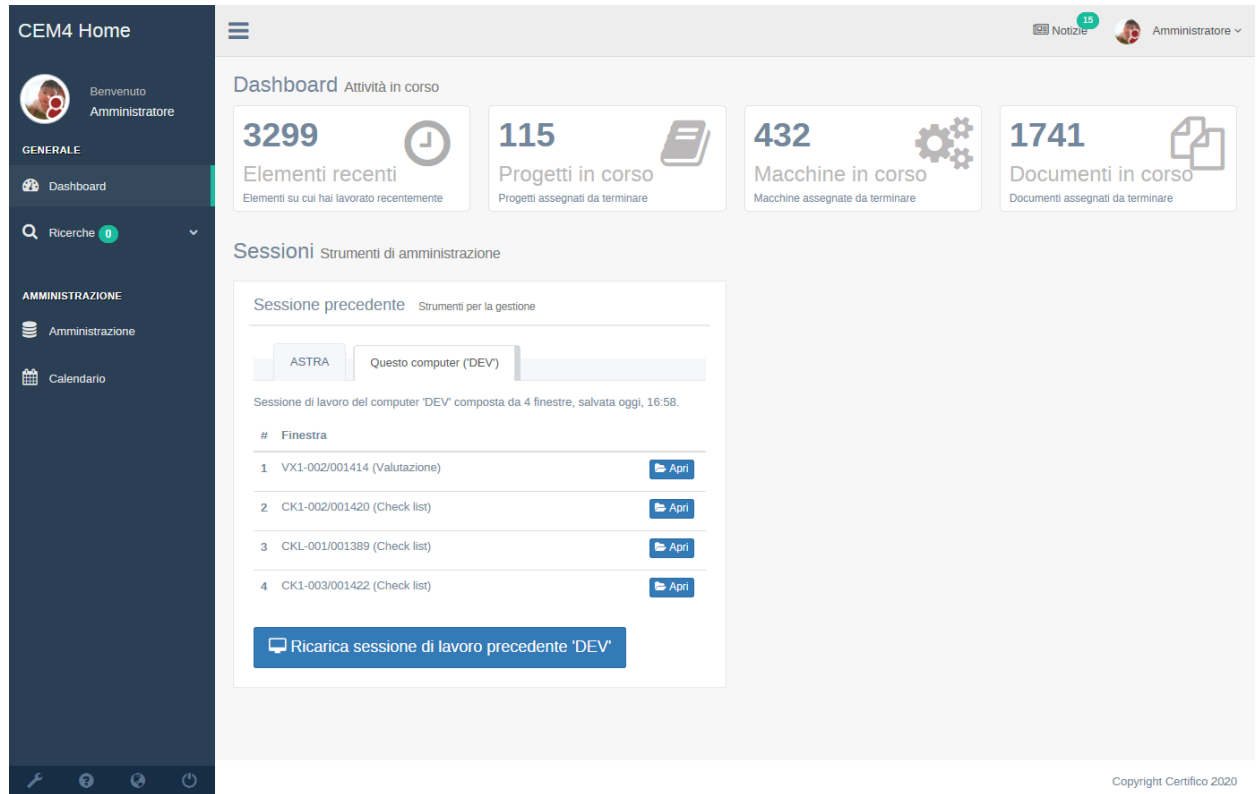 CEM4 Home
Notizie
15
Amministratore
Benvenuto
Amministratore
GENERALE
Dashboard
Ricerche 0
AMMINISTRAZIONE
Amministrazione
Calendario
Dashboard Attività in corso
3299
Elementi recenti
Elementi su cui hai lavorato recentemente
115
Progetti in corso
Progetti assegnati da terminare
432
Macchine in corso
Macchine assegnate da terminare
1741
Documenti in corso
Documenti assegnati da terminare
Sessioni Strumenti di amministrazione
Sessione precedente Strumenti per la gestione
ASTRA
Questo computer ('DEV')
Sessione di lavoro del computer 'DEV' composta da 4 finestre, salvata oggi, 16:58.
# Finestra
1 VX1-002/001414 (Valutazione) Apri
2 CK1-002/001420 (Check list) Apri
3 CKL-001/001389 (Check list) Apri
4 CK1-003/001422 (Check list) Apri
Ricarica sessione di lavoro precedente 'DEV'
Copyright Certifico 2020